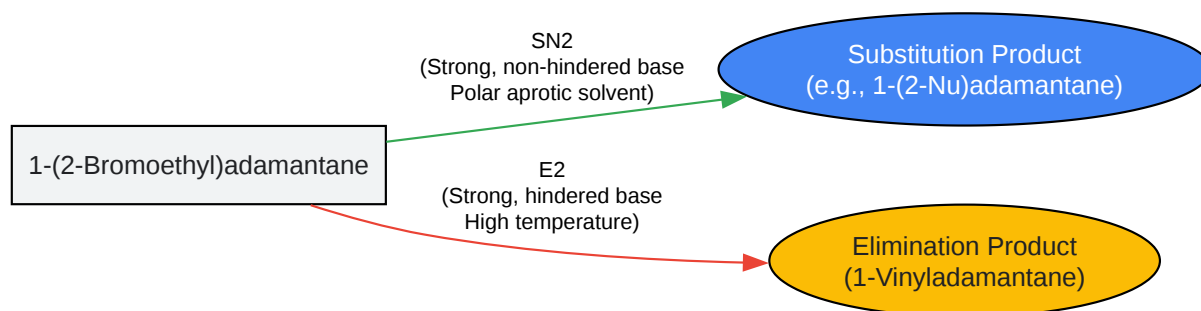 SN2
(Strong, non-hindered base
Polar aprotic solvent)
Substitution Product
(e.g., 1-(2-Nu)adamantane)
1-(2-Bromoethyl)adamantane
E2
(Strong, hindered base
High temperature)
Elimination Product
(1-Vinyladamantane)